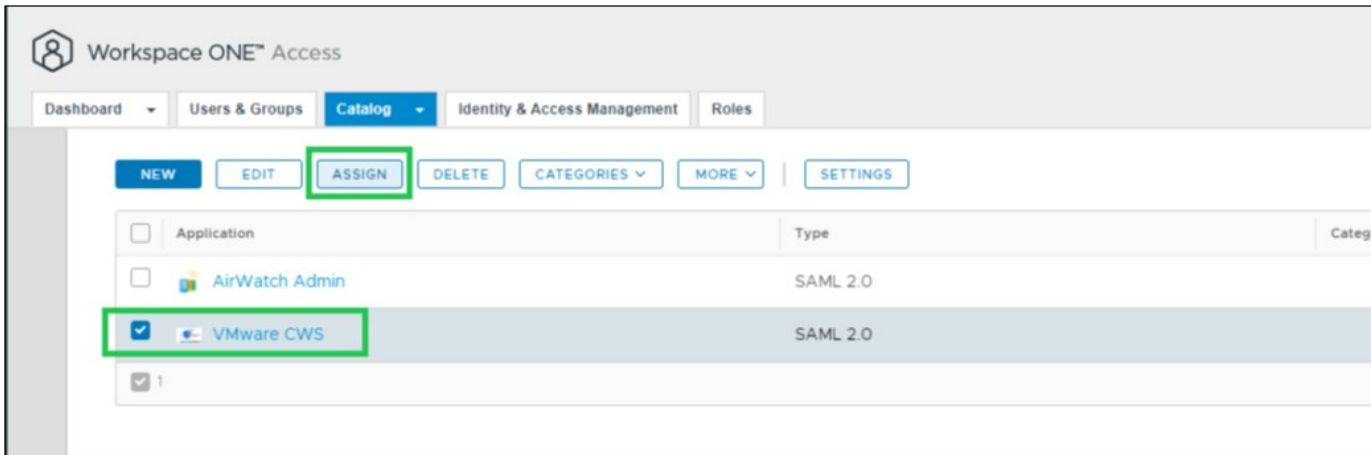 Workspace ONE™ Access
Dashboard Users & Groups Catalog Identity & Access Management Roles
NEW EDIT ASSIGN DELETE CATEGORIES MORE SETTINGS
Application Type Categ
AirWatch Admin SAML 2.0
VMware CWS SAML 2.0
1